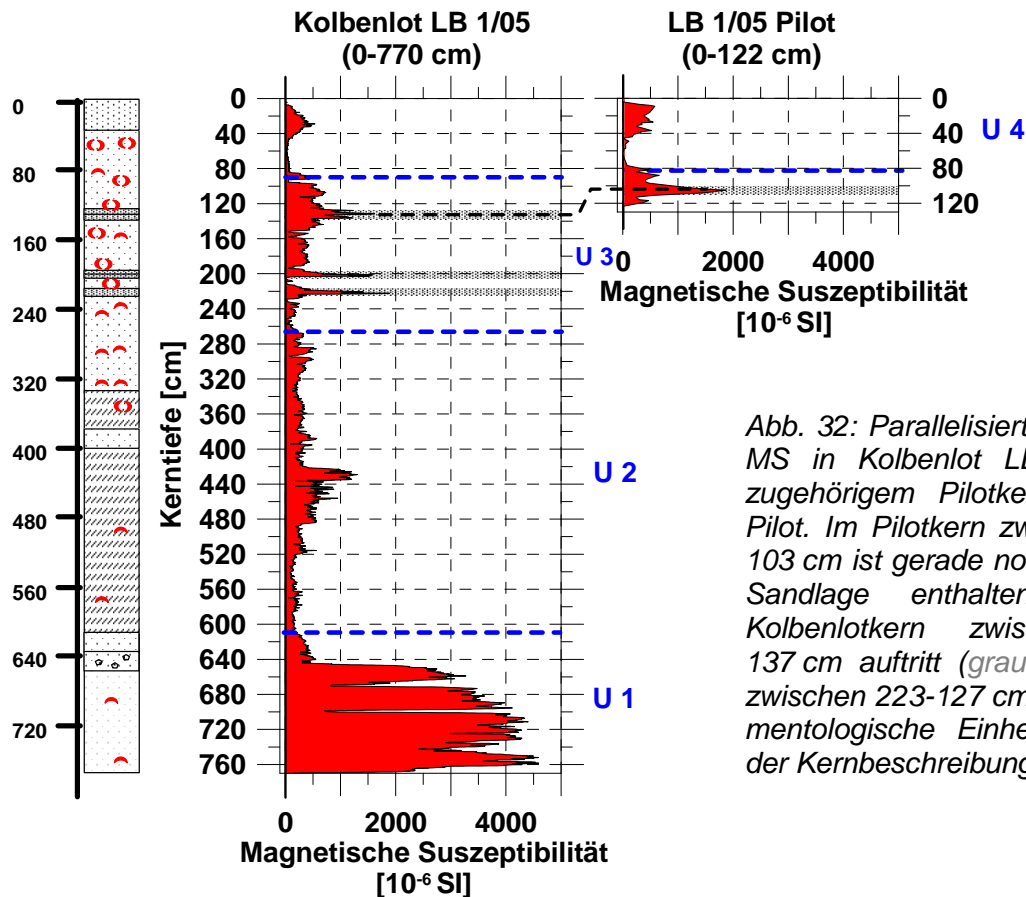 Kolbenlot LB 1/05
(0-770 cm)
LB 1/05 Pilot
(0-122 cm)
0
80
160
240
320
400
480
560
640
720
Kerntiefe [cm]
0
40
80
120
160
200
240
280
320
360
400
440
480
520
560
600
640
680
720
760
0 2000 4000
Magnetische Suszeptibilität
[10⁻⁶ SI]
U 3
U 2
U 1
0
40
80
120
U 4
0 2000 4000
Magnetische Suszeptibilität
[10⁻⁶ SI]
Abb. 32: Parallelisiert
MS in Kolbenlot LB
zugehörigem Pilotke
Pilot. Im Pilotkern zw
103 cm ist gerade no
Sandlage enthalten
Kolbenlotkern zwis
137 cm auftritt (grau
zwischen 223-127 cm
mentologische Einhe
der Kernbeschreibung